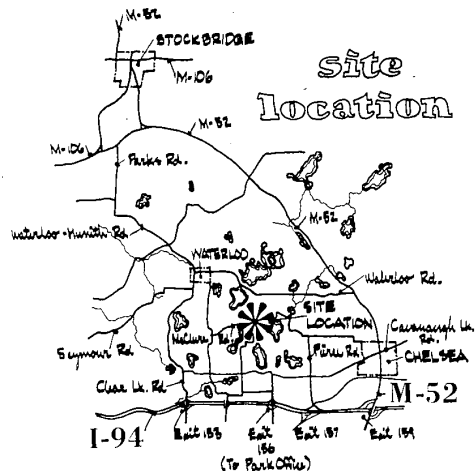 M-52
STOCKBRIDGE
M-106
site
location
M-52
M-106
Parks Rd.
M-52
Waterloo-Munith Rd
WATERLOO
Waterloo Rd.
SITE
LOCATION
McClure Rd.
Cavanaugh Lk.
Rd.
CHELSEA
Seymour Rd
Pierce Rd
Clear Lk. Rd
M-52
I-94
Exit 153
Exit 156
(To Park Office)
Exit 157
Exit 159